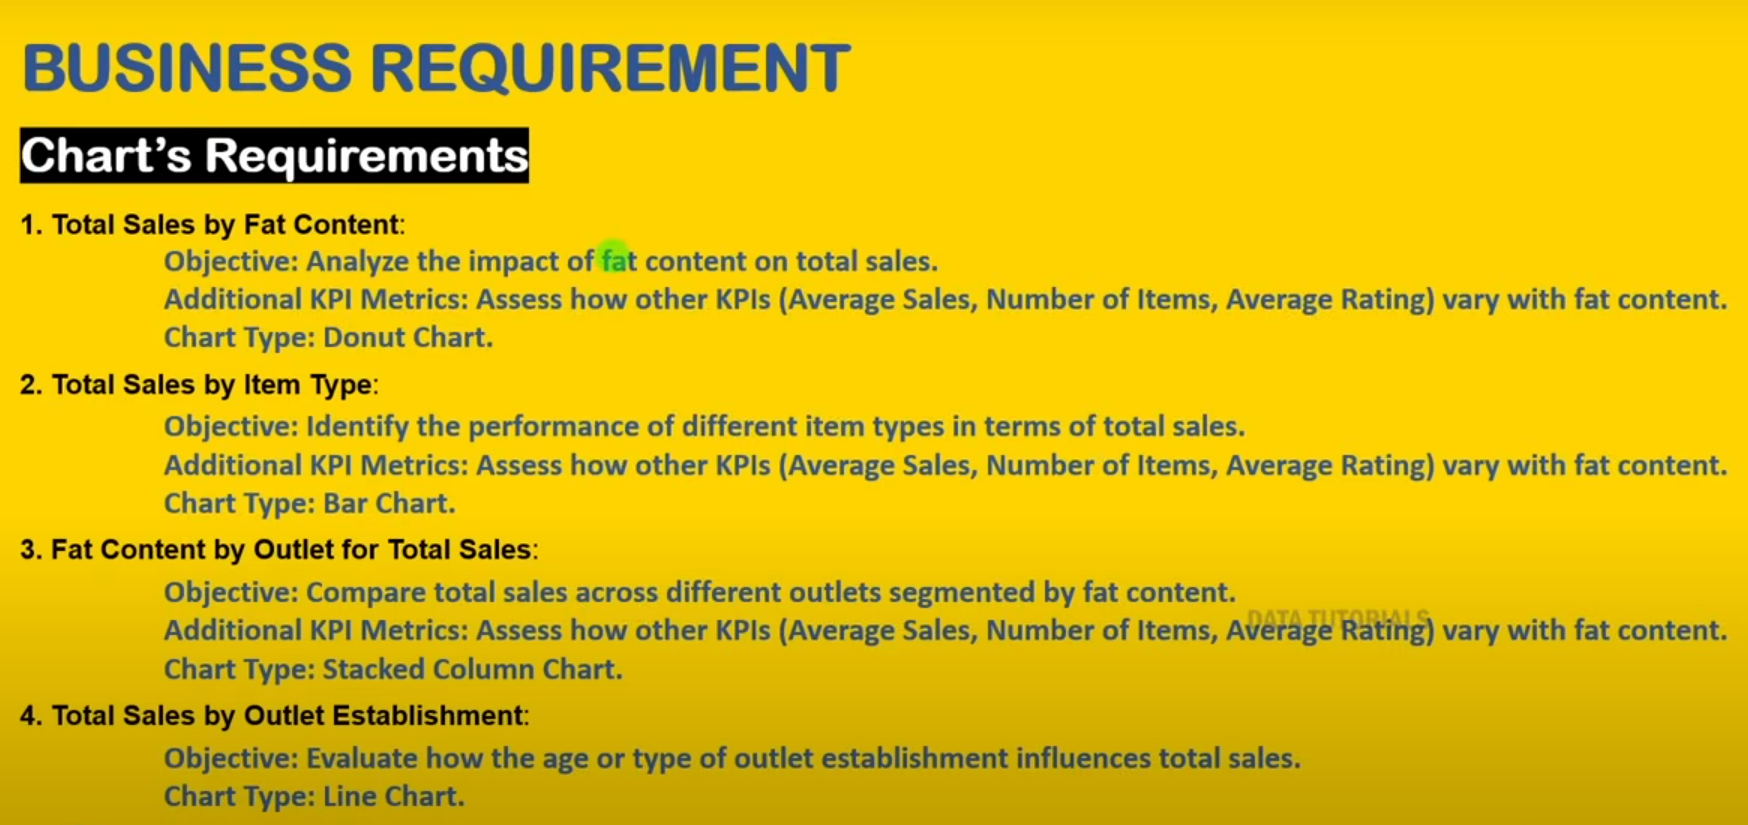 BUSINESS REQUIREMENT
Chart's Requirements
1. Total Sales by Fat Content:
Objective: Analyze the impact of fat content on total sales.
Additional KPI Metrics: Assess how other KPIs (Average Sales, Number of Items, Average Rating) vary with fat content.
Chart Type: Donut Chart.
2. Total Sales by Item Type:
Objective: Identify the performance of different item types in terms of total sales.
Additional KPI Metrics: Assess how other KPIs (Average Sales, Number of Items, Average Rating) vary with fat content.
Chart Type: Bar Chart.
3. Fat Content by Outlet for Total Sales:
Objective: Compare total sales across different outlets segmented by fat content.
DATA TUTORIALS
Additional KPI Metrics: Assess how other KPIs (Average Sales, Number of Items, Average Rating) vary with fat content.
Chart Type: Stacked Column Chart.
4. Total Sales by Outlet Establishment:
Objective: Evaluate how the age or type of outlet establishment influences total sales.
Chart Type: Line Chart.